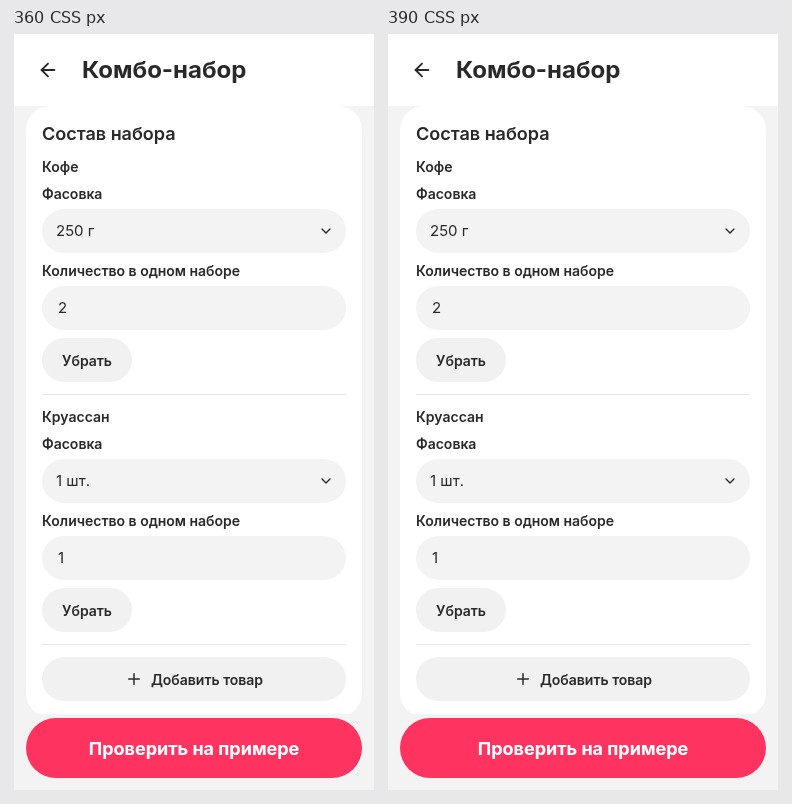 360 CSS px
Комбо-набор
Состав набора
Кофе
Фасовка
250 г
Количество в одном наборе
2
Убрать
Круассан
Фасовка
1 шт.
Количество в одном наборе
1
Убрать
+ Добавить товар
Проверить на примере
390 CSS px
Комбо-набор
Состав набора
Кофе
Фасовка
250 г
Количество в одном наборе
2
Убрать
Круассан
Фасовка
1 шт.
Количество в одном наборе
1
Убрать
+ Добавить товар
Проверить на примере